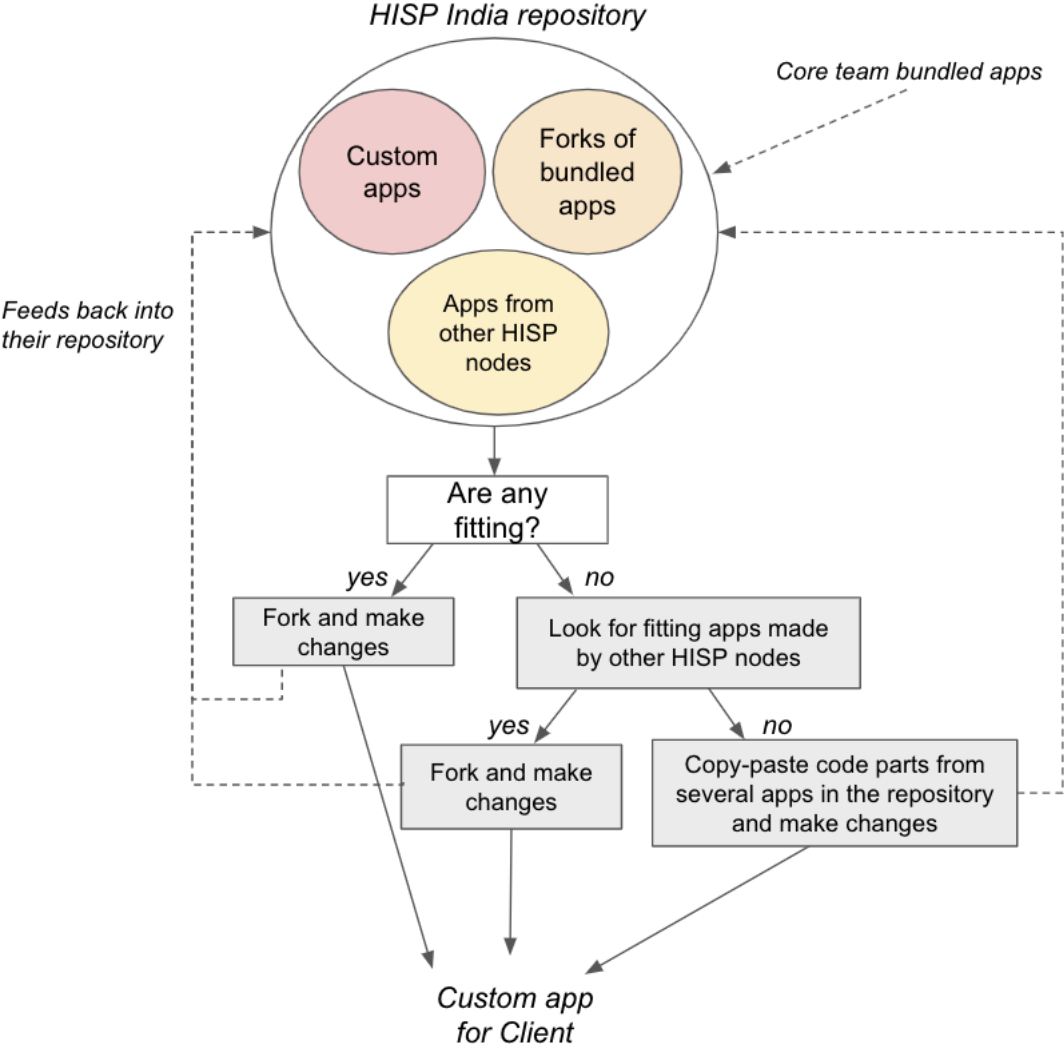 HISP India repository
Core team bundled apps
Custom
apps
Forks of
bundled
apps
Feeds back into
their repository
Apps from
other HISP
nodes
Are any
fitting?
yes
no
Fork and make
changes
Look for fitting apps made
by other HISP nodes
yes
no
Fork and make
changes
Copy-paste code parts from
several apps in the repository
and make changes
Custom app
for Client